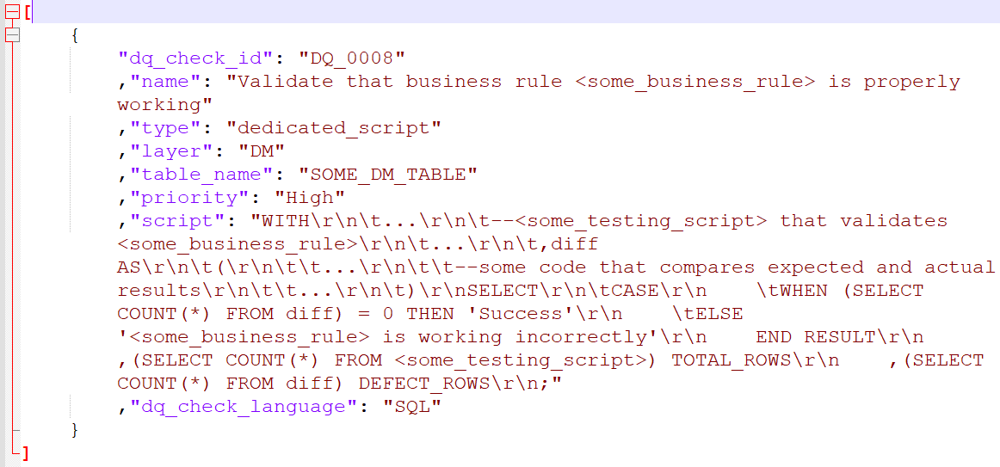 [
    {
        "dq_check_id": "DQ_0008"
        ,"name": "Validate that business rule <some_business_rule> is properly
        working"
        ,"type": "dedicated_script"
        ,"layer": "DM"
        ,"table_name": "SOME_DM_TABLE"
        ,"priority": "High"
        ,"script": "WITH\r\n\t...\r\n\t--<some_testing_script> that validates
        <some_business_rule>\r\n\t...\r\n\t,diff
        AS\r\n\t(\r\n\t\t...\r\n\t\t--some code that compares expected and actual
        results\r\n\t\t...\r\n\t)\r\nSELECT\r\n\tCASE\r\n    \tWHEN (SELECT
        COUNT(*) FROM diff) = 0 THEN 'Success'\r\n    \tELSE
        '<some_business_rule> is working incorrectly'\r\n    END RESULT\r\n
        ,(SELECT COUNT(*) FROM <some_testing_script>) TOTAL_ROWS\r\n    ,(SELECT
        COUNT(*) FROM diff) DEFECT_ROWS\r\n;"
        ,"dq_check_language": "SQL"
    }
]